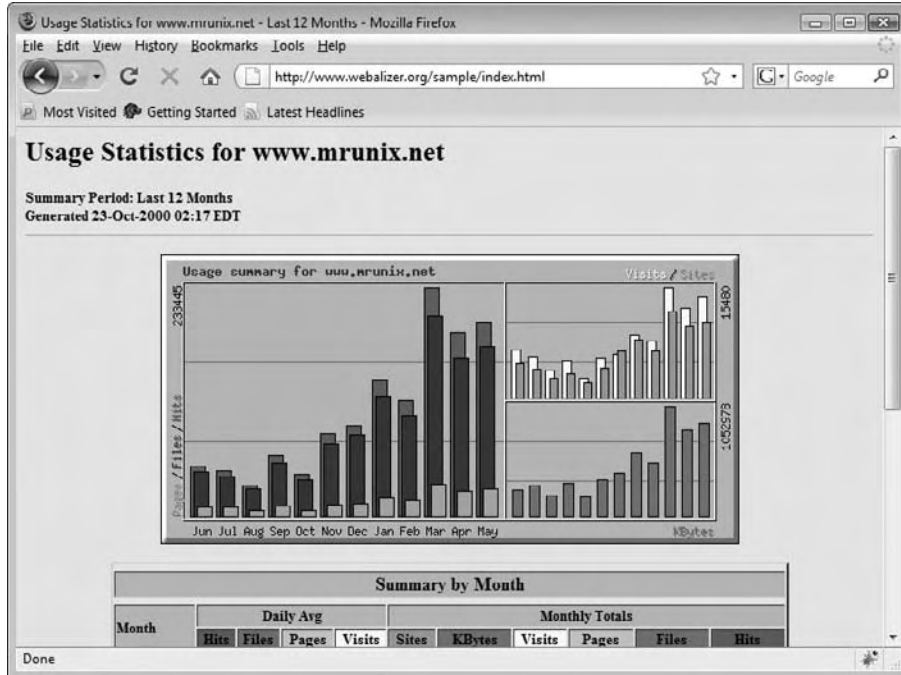 Usage Statistics for www.mrunix.net - Last 12 Months - Mozilla Firefox
File Edit View History Bookmarks Tools Help
http://www.webalizer.org/sample/index.html
G Google
Most Visited Getting Started Latest Headlines
Usage Statistics for www.mrunix.net
Summary Period: Last 12 Months
Generated 23-Oct-2000 02:17 EDT
Usage summary for www.mrunix.net
Visits / Sites
233445
15480
Pages / Files / Hits
1052973
Jun Jul Aug Sep Oct Nov Dec Jan Feb Mar Apr May
KBytes
Summary by Month
Month
Daily Avg
Monthly Totals
Hits Files Pages Visits Sites KBytes Visits Pages Files Hits
Done